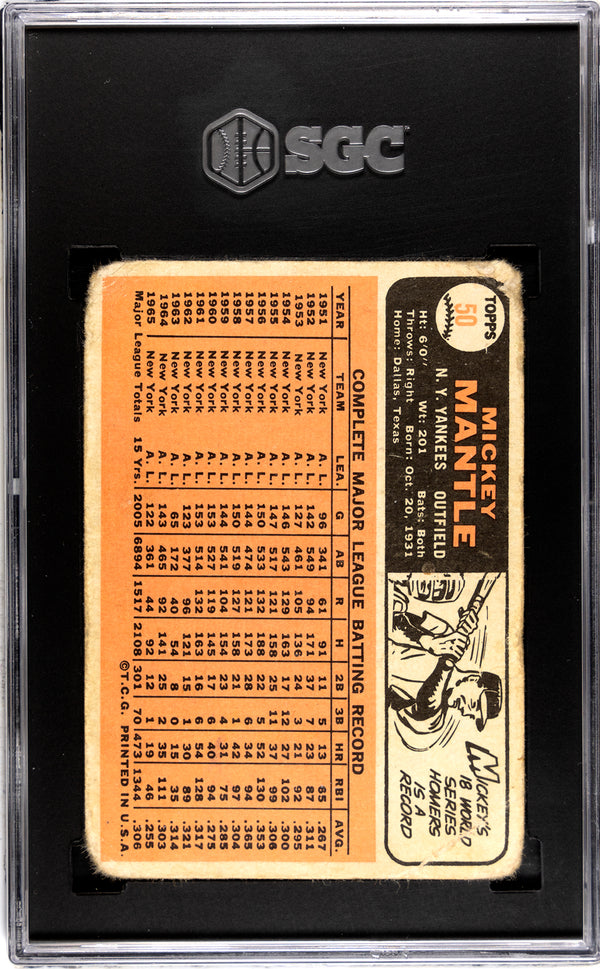 SGC
TOPPS
50
MICKEY
MANTLE
N. Y. YANKEES OUTFIELD
Ht: 6'0" Wt: 201 Bats: Both
Throws: Right Born: Oct. 20, 1931
Home: Dallas, Texas
MICKEY'S
18 WORLD
SERIES
HOMERS
IS A
RECORD
COMPLETE MAJOR LEAGUE BATTING RECORD
YEAR TEAM LEA. G AB R H 2B 3B HR RBI AVG.
1951 New York A. L. 96 341 61 91 11 5 13 65 .267
1952 New York A. L. 142 549 94 171 37 7 23 87 .311
1953 New York A. L. 127 461 105 136 24 3 21 92 .295
1954 New York A. L. 146 543 129 163 17 12 27 102 .300
1955 New York A. L. 147 517 121 158 25 11 37 99 .306
1956 New York A. L. 150 533 132 188 22 5 52 130 .353
1957 New York A. L. 144 474 121 173 28 6 34 94 .365
1958 New York A. L. 150 519 127 158 21 1 42 97 .304
1959 New York A. L. 144 541 104 154 23 4 31 75 .285
1960 New York A. L. 153 527 119 145 17 6 40 94 .275
1961 New York A. L. 153 514 132 163 16 6 54 128 .317
1962 New York A. L. 123 377 96 121 15 1 30 89 .321
1963 New York A. L. 65 172 40 54 8 0 15 35 .314
1964 New York A. L. 143 465 92 141 25 2 35 111 .303
1965 New York A. L. 122 361 44 92 12 1 19 46 .255
Major League Totals 15 Yrs. 2005 6894 1517 2108 301 70 473 1344 .306
©T.C.G. PRINTED IN U.S.A.